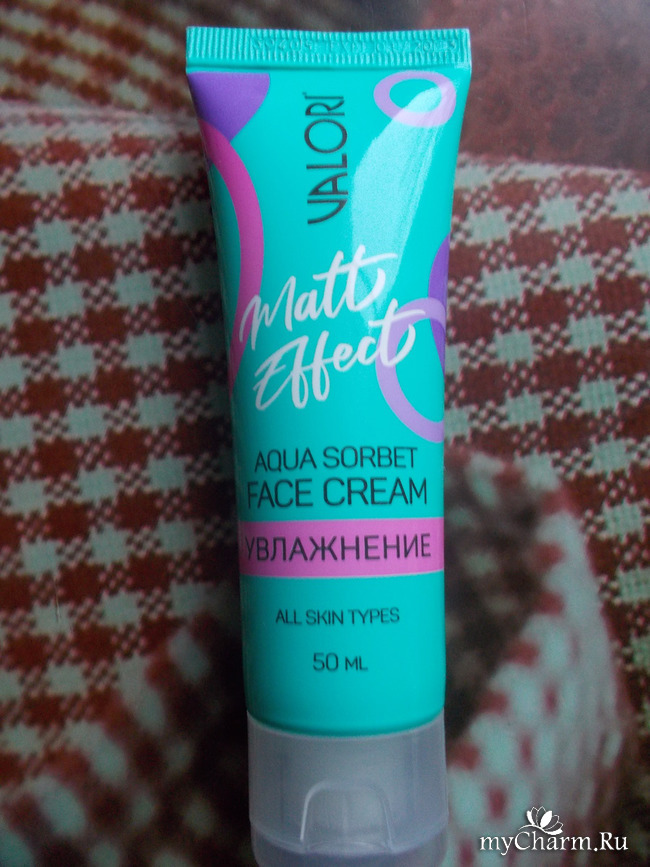 VALORI
Matt
Effect
AQUA SORBET
FACE CREAM
УВЛАЖНЕНИЕ
ALL SKIN TYPES
50 ML
myCharm.Ru